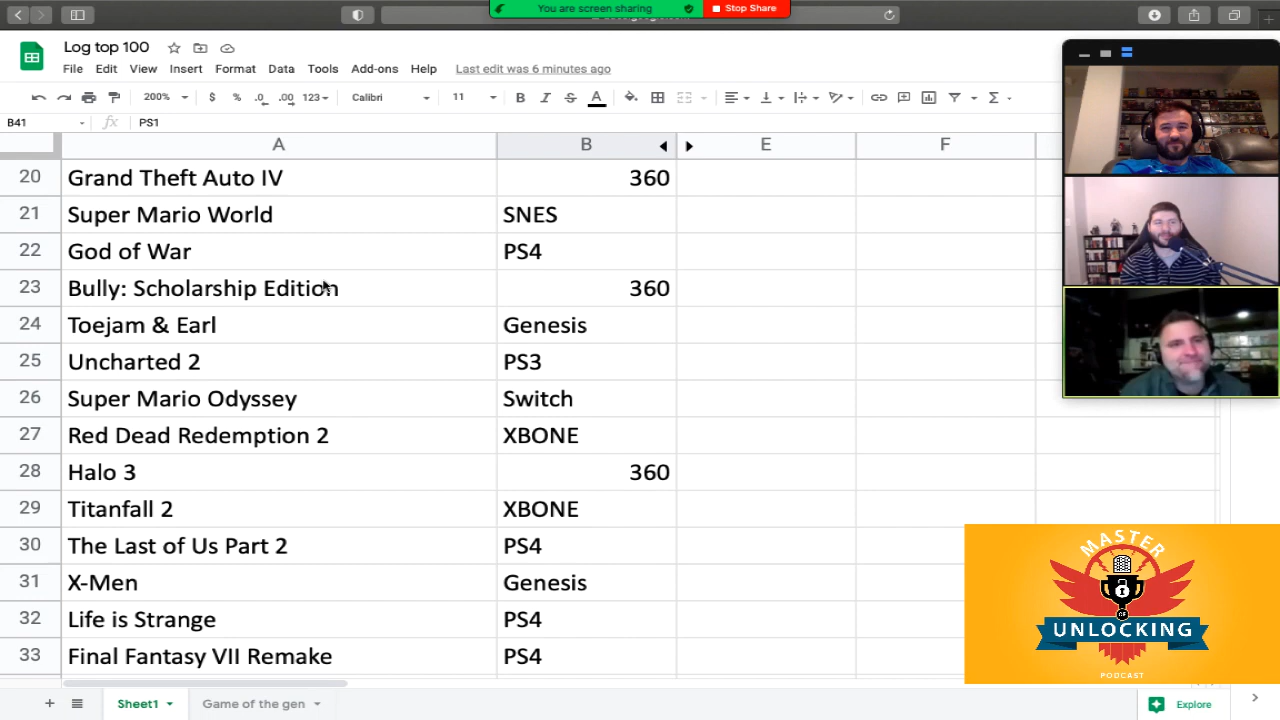 You are screen sharing
Stop Share
Log top 100
File Edit View Insert Format Data Tools Add-ons Help Last edit was 6 minutes ago
200% $ % .0 .00 123 Calibri 11 B I S A
B41 fx PS1
A B E F
20 Grand Theft Auto IV 360
21 Super Mario World SNES
22 God of War PS4
23 Bully: Scholarship Edition 360
24 Toejam & Earl Genesis
25 Uncharted 2 PS3
26 Super Mario Odyssey Switch
27 Red Dead Redemption 2 XBONE
28 Halo 3 360
29 Titanfall 2 XBONE
30 The Last of Us Part 2 PS4
31 X-Men Genesis
32 Life is Strange PS4
33 Final Fantasy VII Remake PS4
MASTER
OF
UNLOCKING
PODCAST
Sheet1 Game of the gen Explore